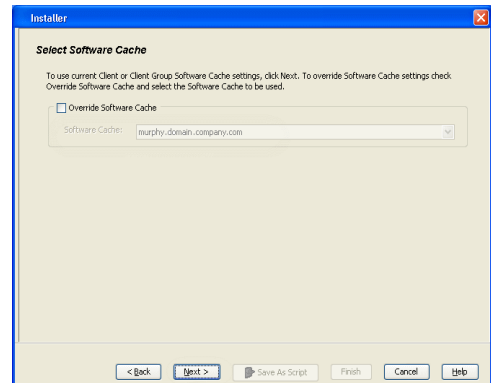 Installer
Select Software Cache
To use current Client or Client Group Software Cache settings, click Next. To override Software Cache settings check
Override Software Cache and select the Software Cache to be used.
Override Software Cache
Software Cache: murphy.domain.company.com
< Back Next > Save As Script Finish Cancel Help